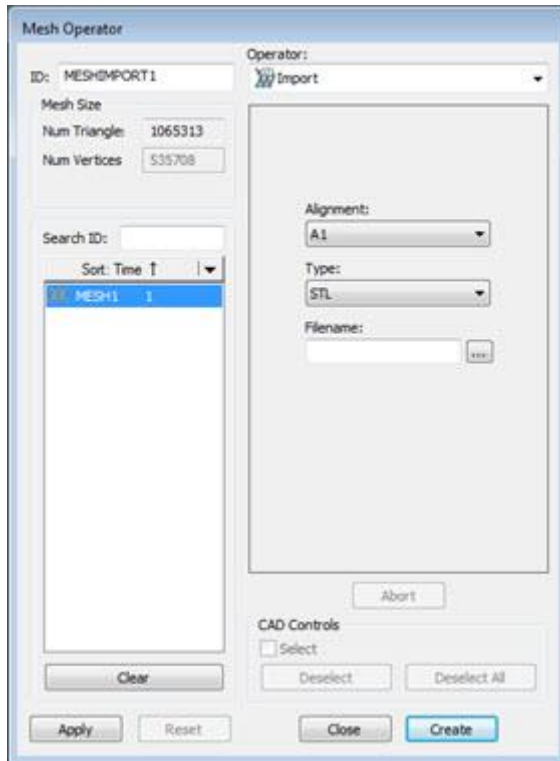 Mesh Operator
Operator:
ID: MESHIMPORT1
Import
Mesh Size
Num Triangle: 1065313
Num Vertices 535708
Alignment:
A1
Search ID:
Sort: Time ↑
Type:
STL
MESH1 1
Filename:
...
Abort
CAD Controls
Select
Clear
Deselect
Deselect All
Apply
Reset
Close
Create